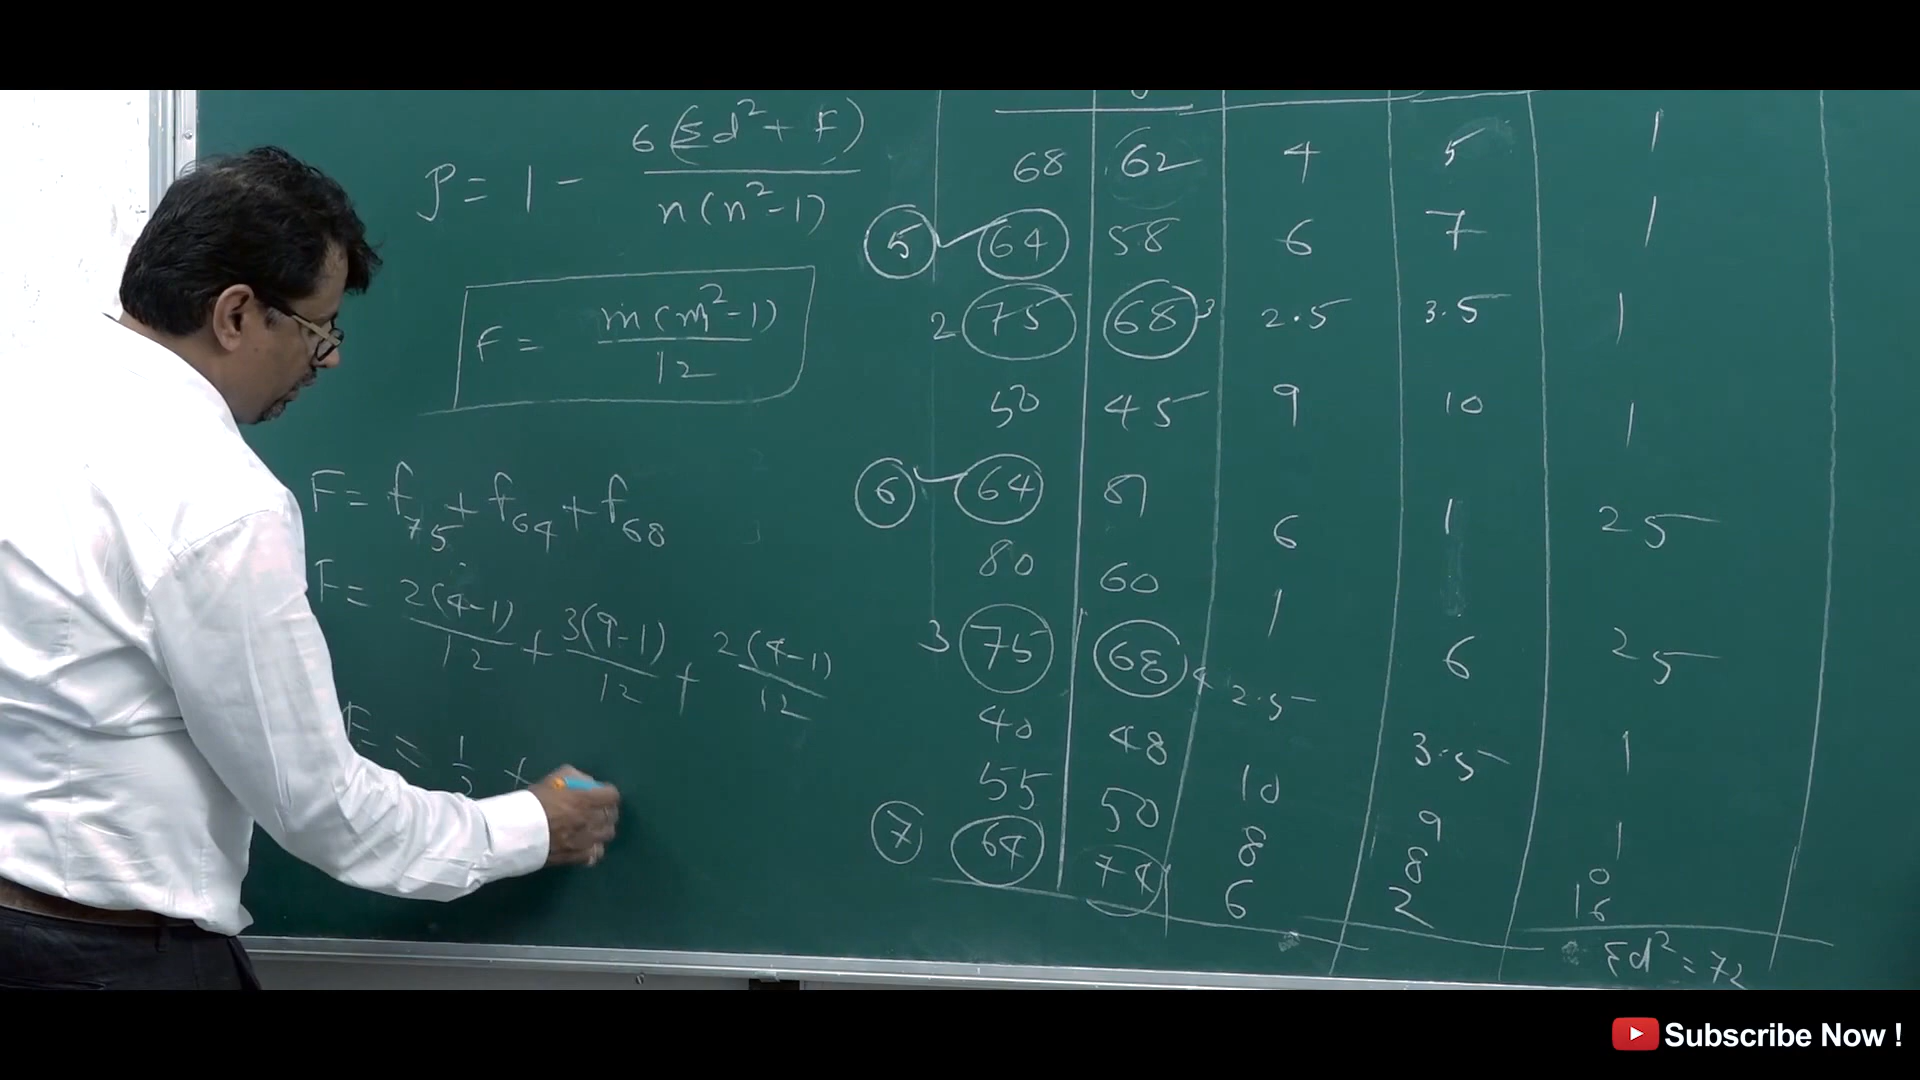 ρ = 1 - 6(Σd² + F) / n(n² - 1)
F = m(m² - 1) / 12
F = f75 + f64 + f68
F = 2(4-1)/12 + 3(9-1)/12 + 2(4-1)/12
F = 1/2 +
68 62 4 5 1
5 64 58 6 7 1
2 75 68 3 2.5 3.5 1
50 45 9 10 1
6 64 81 6 1 25
80 60 1 6 25
3 75 68 4 2.5 3.5 1
40 48 10 9 1
55 50 8 8 0
7 64 74 6 2 16
Σd² = 72
Subscribe Now !